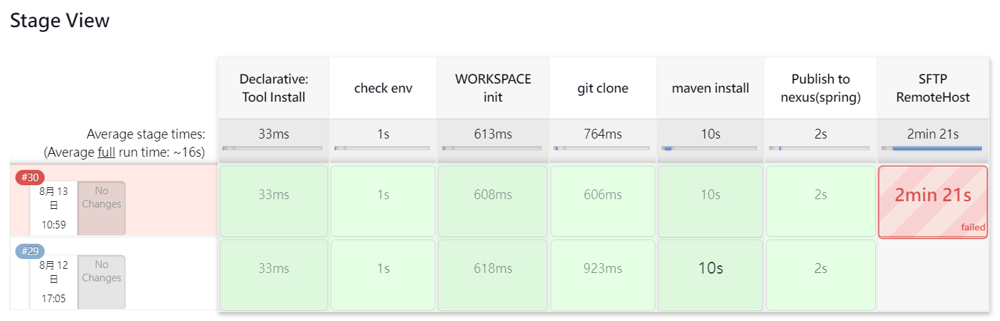 Stage View
Declarative:
Tool Install
check env
WORKSPACE
init
git clone
maven install
Publish to
nexus(spring)
SFTP
RemoteHost
Average stage times:
(Average full run time: ~16s)
33ms
1s
613ms
764ms
10s
2s
2min 21s
#30
8月 13
日
10:59
No
Changes
33ms
1s
608ms
606ms
10s
2s
2min 21s
failed
#29
8月 12
日
17:05
No
Changes
33ms
1s
618ms
923ms
10s
2s